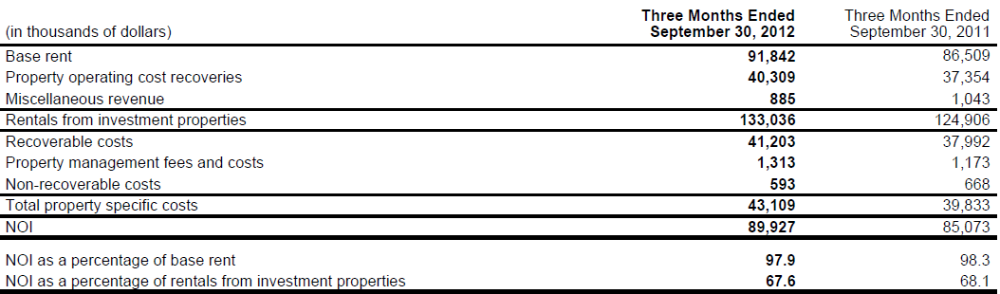 Three Months Ended Three Months Ended
(in thousands of dollars) September 30, 2012 September 30, 2011
Base rent 91,842 86,509
Property operating cost recoveries 40,309 37,354
Miscellaneous revenue 885 1,043
Rentals from investment properties 133,036 124,906
Recoverable costs 41,203 37,992
Property management fees and costs 1,313 1,173
Non-recoverable costs 593 668
Total property specific costs 43,109 39,833
NOI 89,927 85,073
NOI as a percentage of base rent 97.9 98.3
NOI as a percentage of rentals from investment properties 67.6 68.1